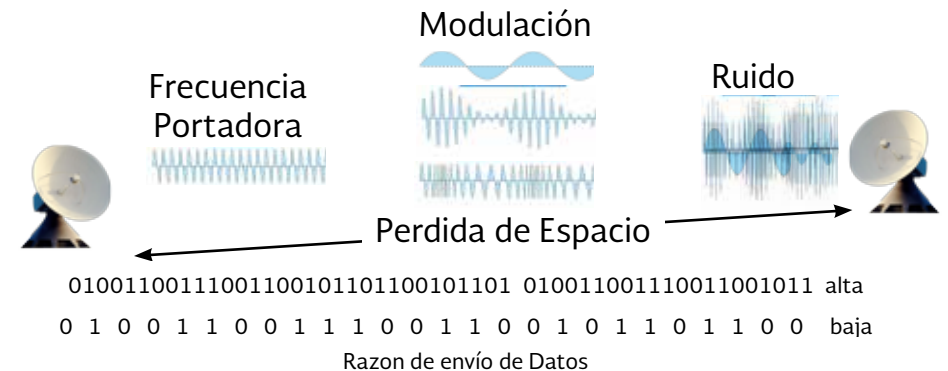 Modulación
Frecuencia
Portadora
Ruido
Perdida de Espacio
01001100111001100101101100101101 0100110011100110010​11 alta
0 1 0 0 1 1 0 0 1 1 1 0 0 1 1 0 0 1 0 1 1 0 1 1 0 0 baja
Razon de envío de Datos